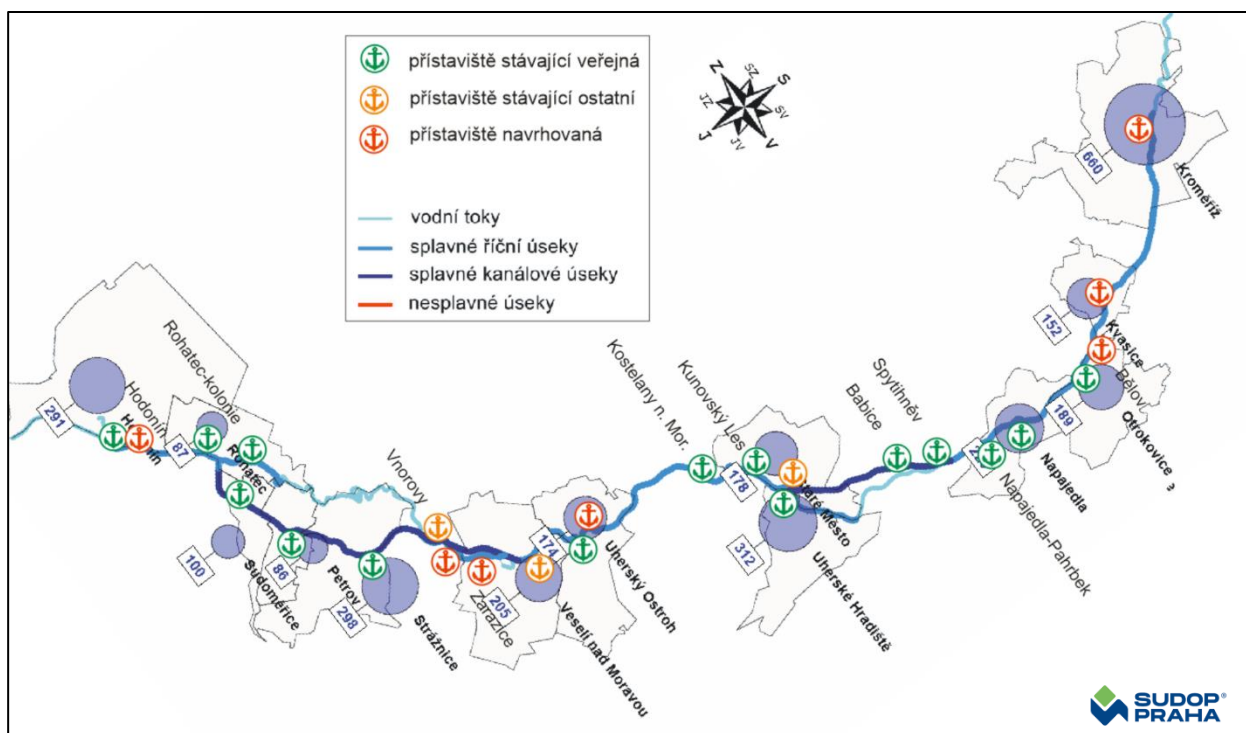 přístaviště stávající veřejná
přístaviště stávající ostatní
přístaviště navrhovaná
vodní toky
splavné říční úseky
splavné kanálové úseky
nesplavné úseky
Z
SZ
S
JZ
SV
J
JV
V
660
Kroměříž
152
Kvasice
Bělov
189
Otrokovice
Napajedla
Napajedla-Pahrbek
Spytihněv
Babice
Kunovský Les
Kostelany n. Mor.
178
Staré Město
312
Uherské Hradiště
174
Uherský Ostroh
205
Veselí nad Moravou
Zarazice
Vnorovy
298
Strážnice
86
Petrov
100
Sudoměřice
87
Rohatec
Rohatec-kolonie
291
Hodonín
SUDOP®
PRAHA